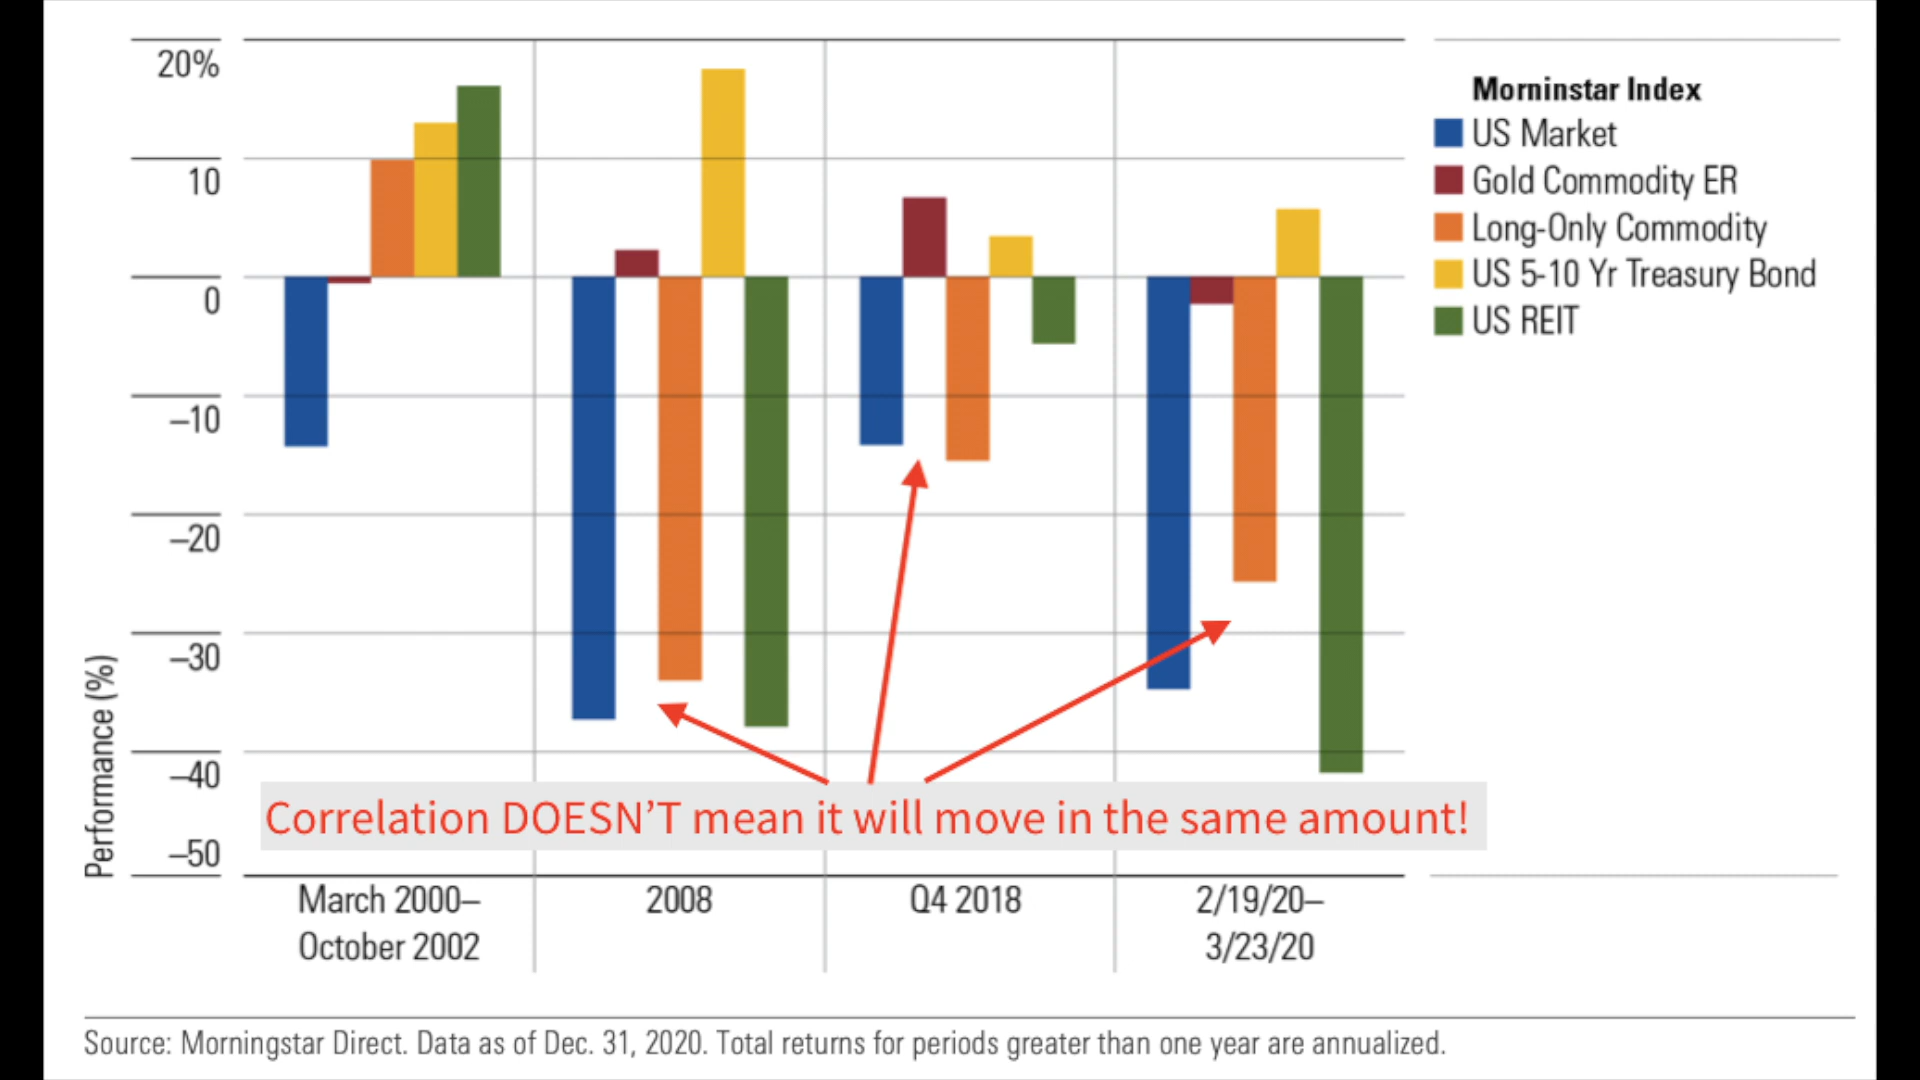 20%
10
0
–10
–20
–30
–40
–50
Performance (%)
Morninstar Index
US Market
Gold Commodity ER
Long-Only Commodity
US 5-10 Yr Treasury Bond
US REIT
Correlation DOESN’T mean it will move in the same amount!
March 2000–
October 2002
2008
Q4 2018
2/19/20–
3/23/20
Source: Morningstar Direct. Data as of Dec. 31, 2020. Total returns for periods greater than one year are annualized.